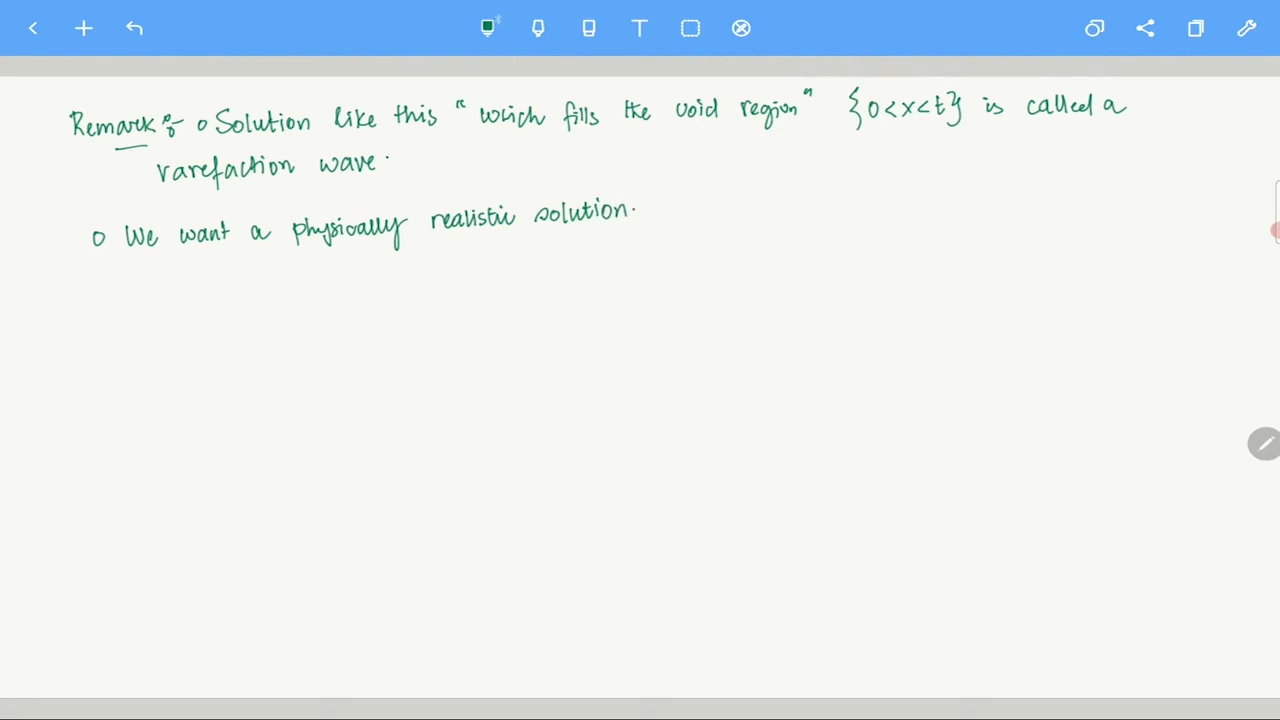 Remark :- o Solution like this "which fills the void region" {0<x<t} is called a
rarefaction wave.
o We want a physically realistic solution.